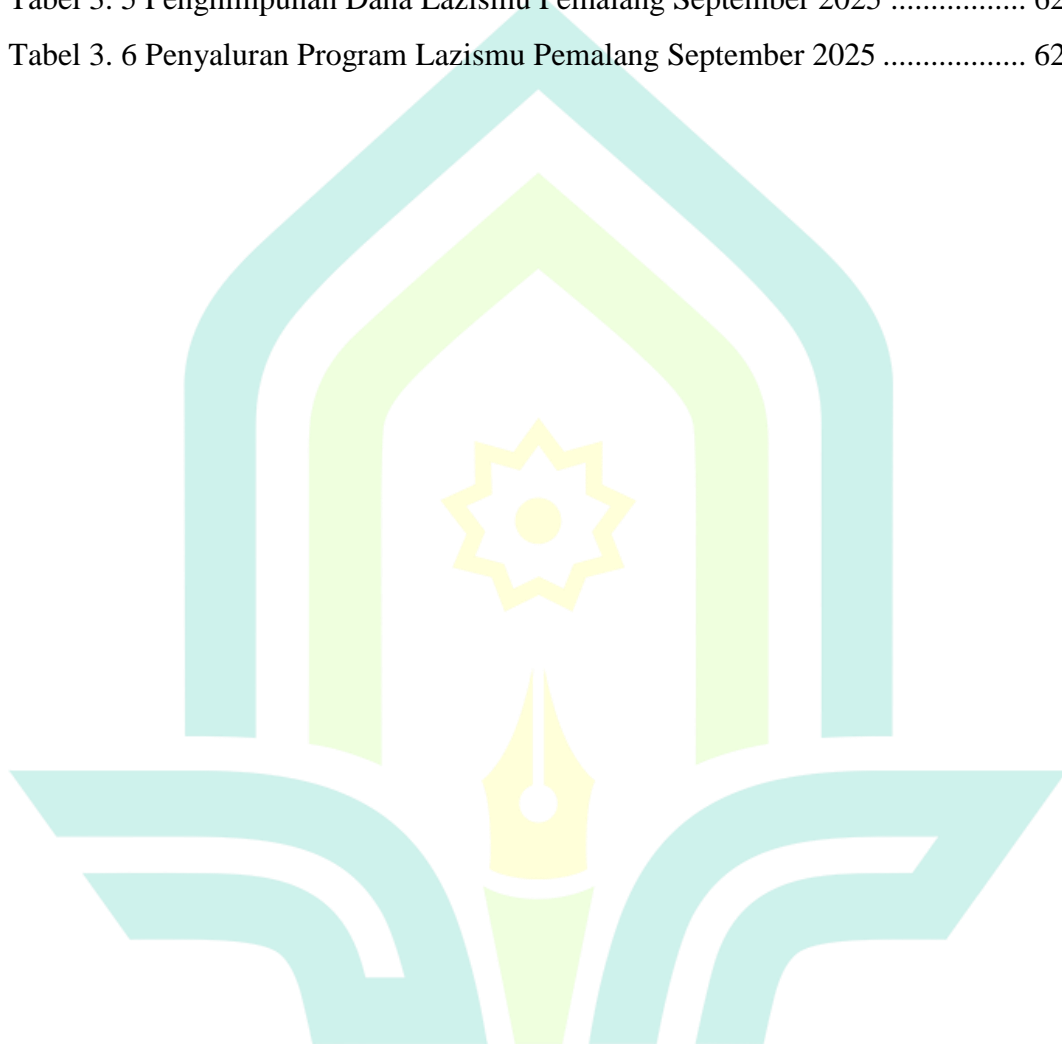 Tabel 3. 5 Penghimpunan Dana Lazismu Pemalang September 2025 ................ 62
Tabel 3. 6 Penyaluran Program Lazismu Pemalang September 2025 .................. 62